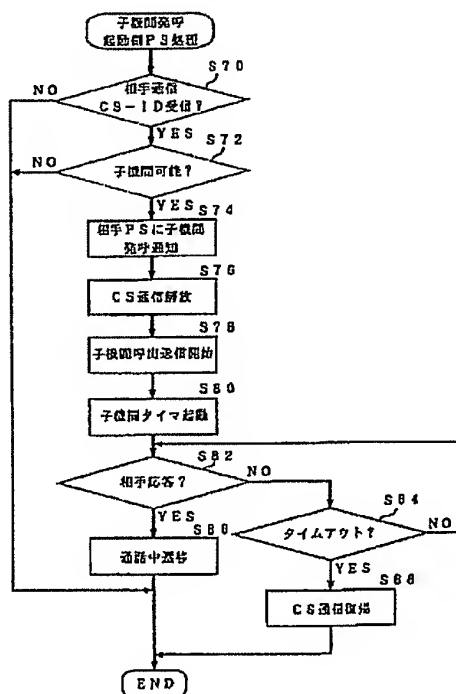 子機間発呼
起動側PS処理
S70
NO
相手通信
CS-ID受信?
YES
S72
NO
子機間可能?
YES
S74
相手PSに子機間
発呼通知
S76
CS通信解放
S78
子機間呼出送信開始
S80
子機間タイマ起動
S82
相手応答?
NO
S84
YES
S86
タイムアウト?
NO
通話中遷移
YES
S88
CS通信復帰
END